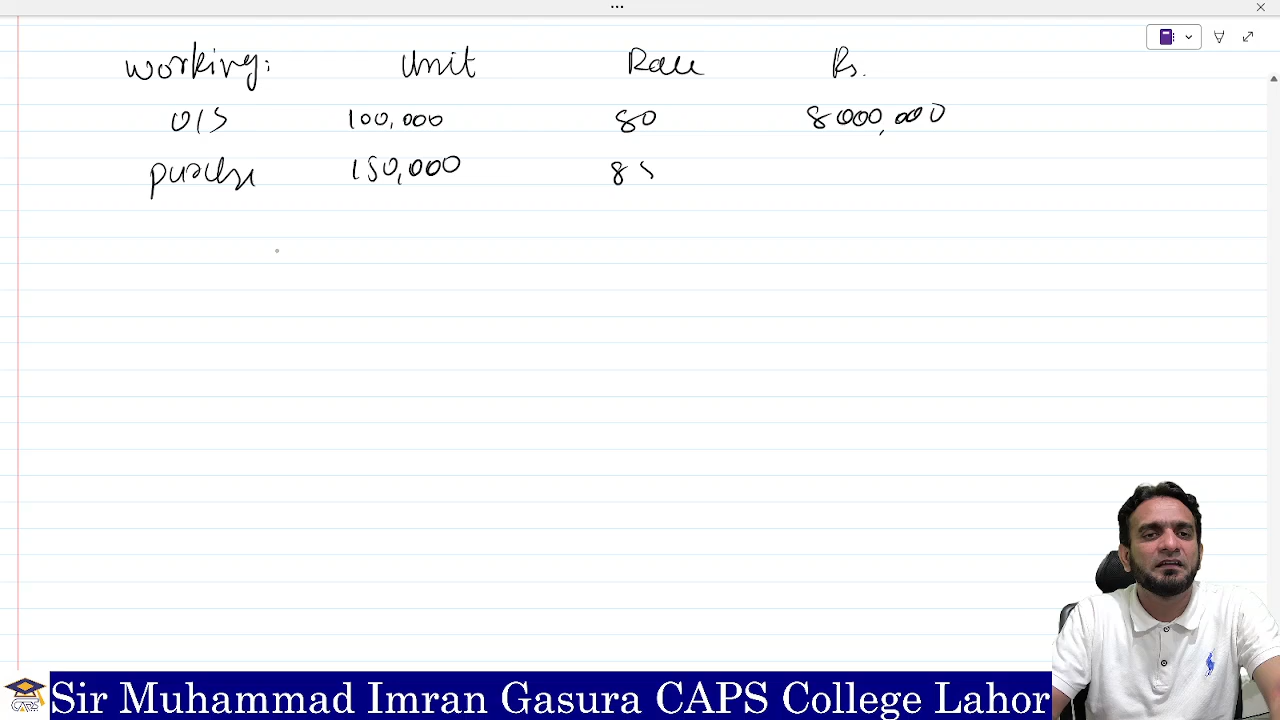 working: Unit Rate Rs.
O/S 100,000 80 8000,000
purchase 150,000 85
CAPS
Sir Muhammad Imran Gasura CAPS College Lahor